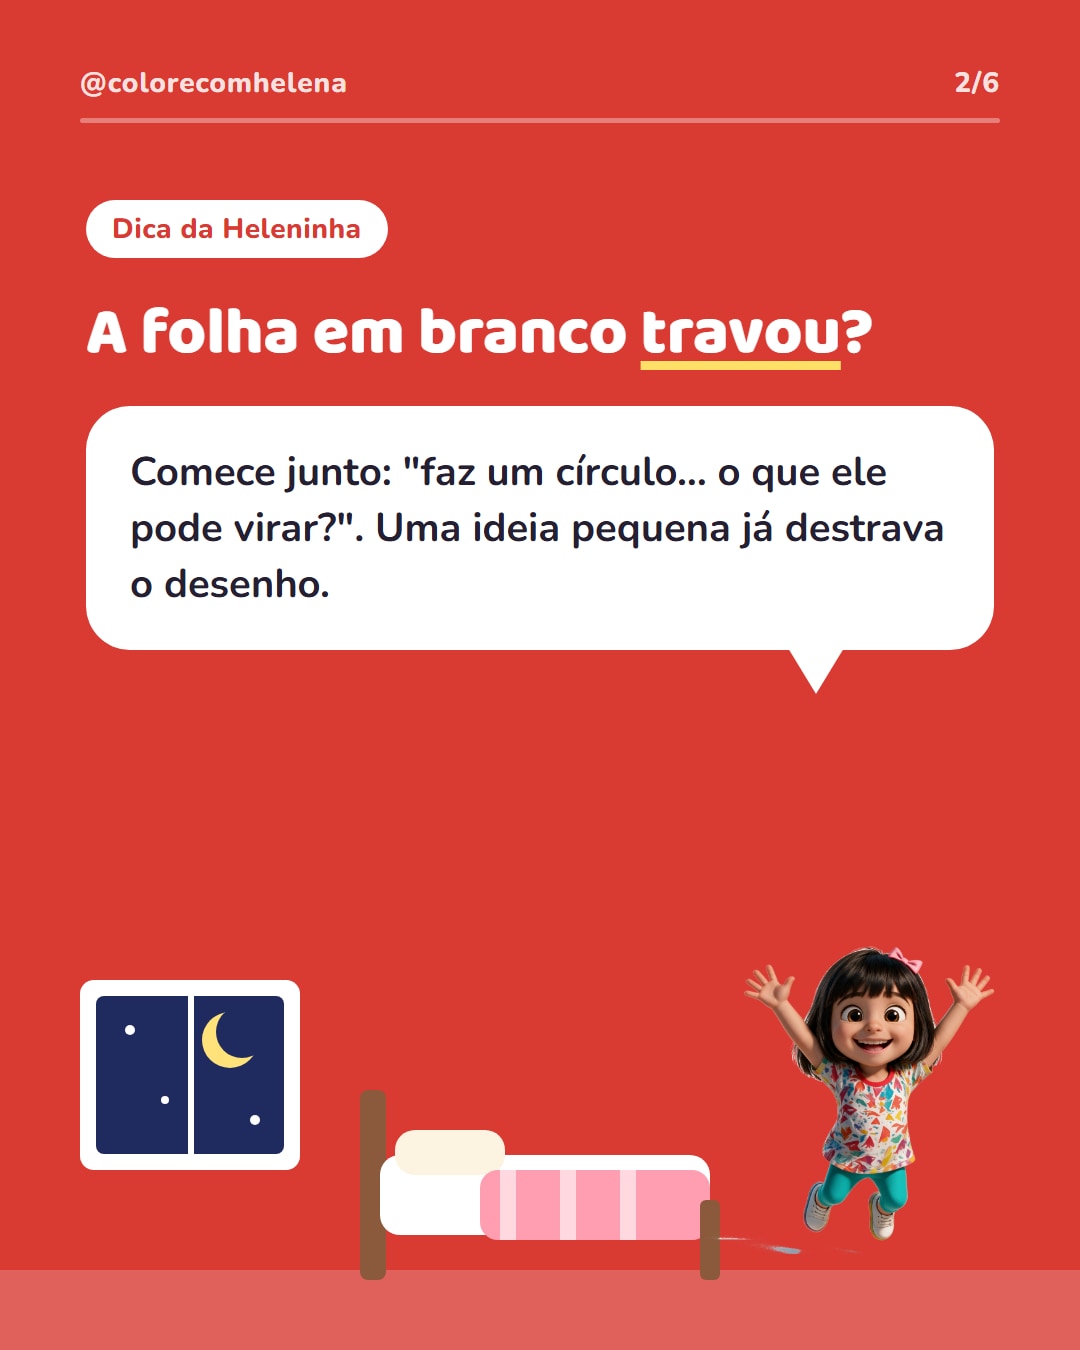 @colorecomhelena
2/6
Dica da Heleninha
A folha em branco travou?
Comece junto: "faz um círculo... o que ele
pode virar?". Uma ideia pequena já destrava
o desenho.